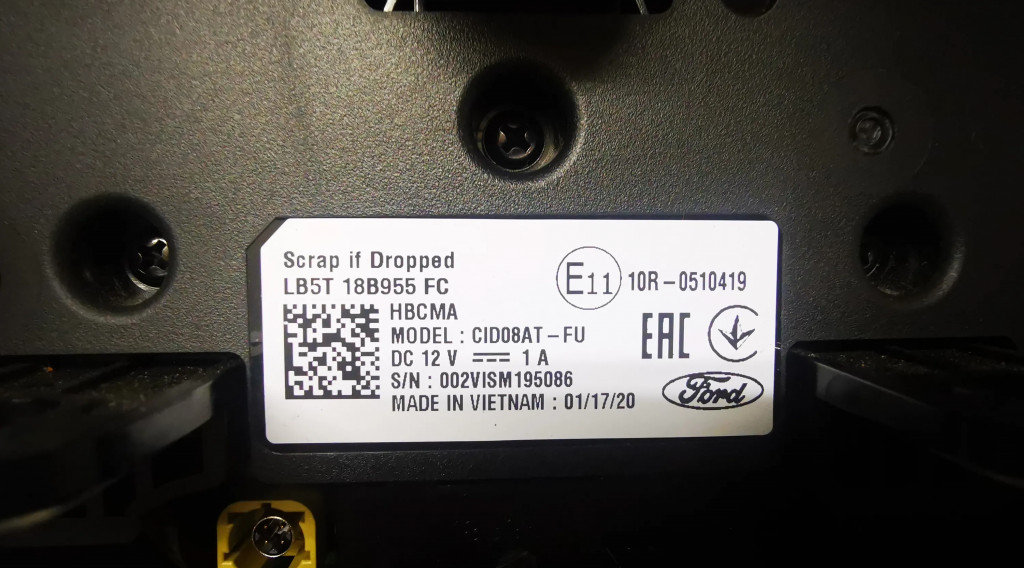 Scrap if Dropped
LB5T 18B955 FC
HBCMA
MODEL : CID08AT-FU
DC 12 V ⎓ 1 A
S/N : 002VISM195086
MADE IN VIETNAM : 01/17/20
E11 10R-0510419
EAC
Ford